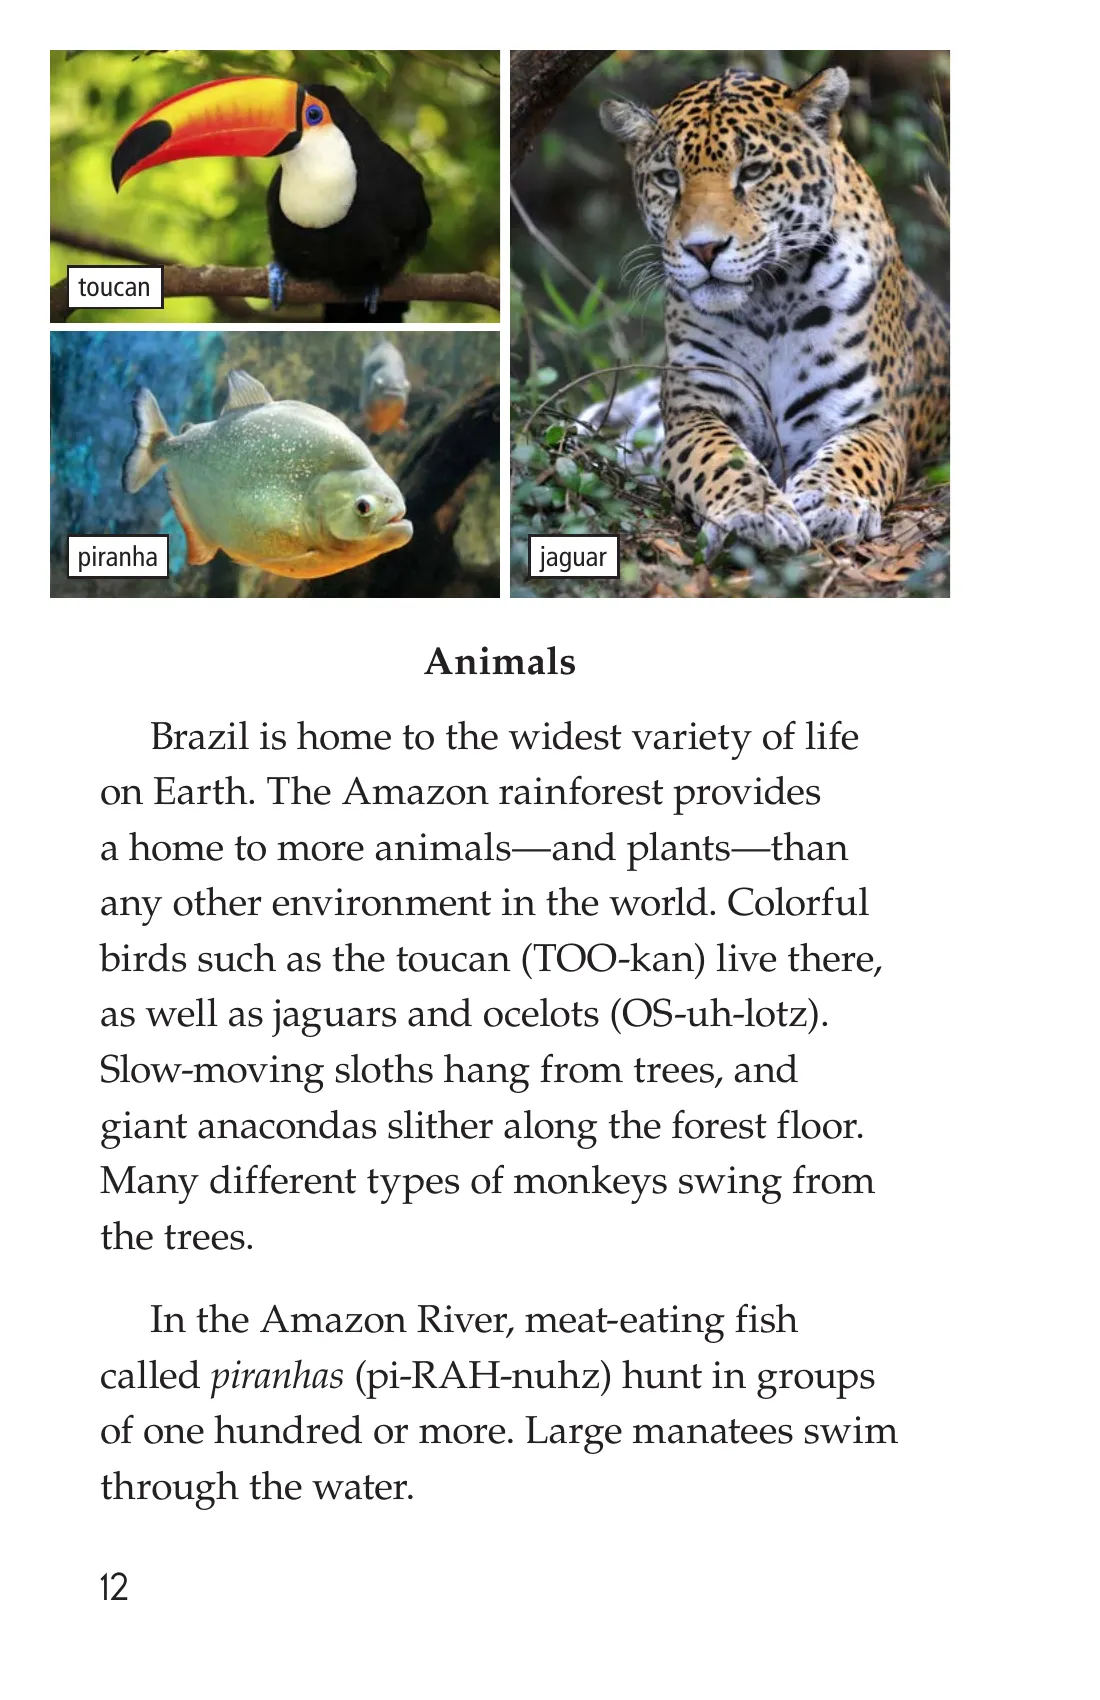 toucan
piranha
jaguar
Animals
Brazil is home to the widest variety of life
on Earth. The Amazon rainforest provides
a home to more animals—and plants—than
any other environment in the world. Colorful
birds such as the toucan (TOO-kan) live there,
as well as jaguars and ocelots (OS-uh-lotz).
Slow-moving sloths hang from trees, and
giant anacondas slither along the forest floor.
Many different types of monkeys swing from
the trees.
In the Amazon River, meat-eating fish
called piranhas (pi-RAH-nuhz) hunt in groups
of one hundred or more. Large manatees swim
through the water.
12